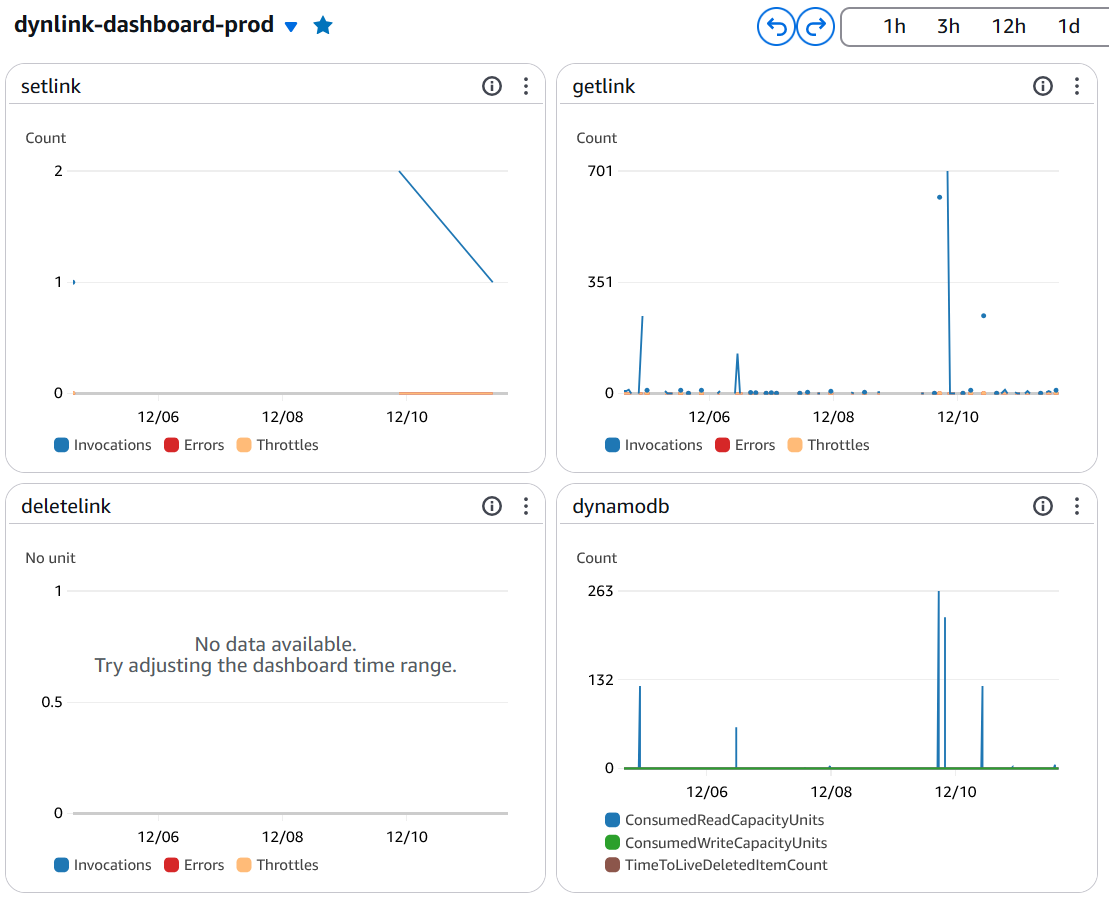 dynlink-dashboard-prod
1h 3h 12h 1d
setlink
Count
2
1
0
12/06 12/08 12/10
Invocations Errors Throttles
getlink
Count
701
351
0
12/06 12/08 12/10
Invocations Errors Throttles
deletelink
No unit
1
No data available.
Try adjusting the dashboard time range.
0.5
0
12/06 12/08 12/10
Invocations Errors Throttles
dynamodb
Count
263
132
0
12/06 12/08 12/10
ConsumedReadCapacityUnits
ConsumedWriteCapacityUnits
TimeToLiveDeletedItemCount